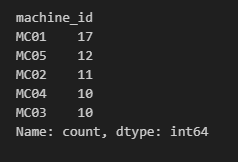 machine_id
MC01    17
MC05    12
MC02    11
MC04    10
MC03    10
Name: count, dtype: int64